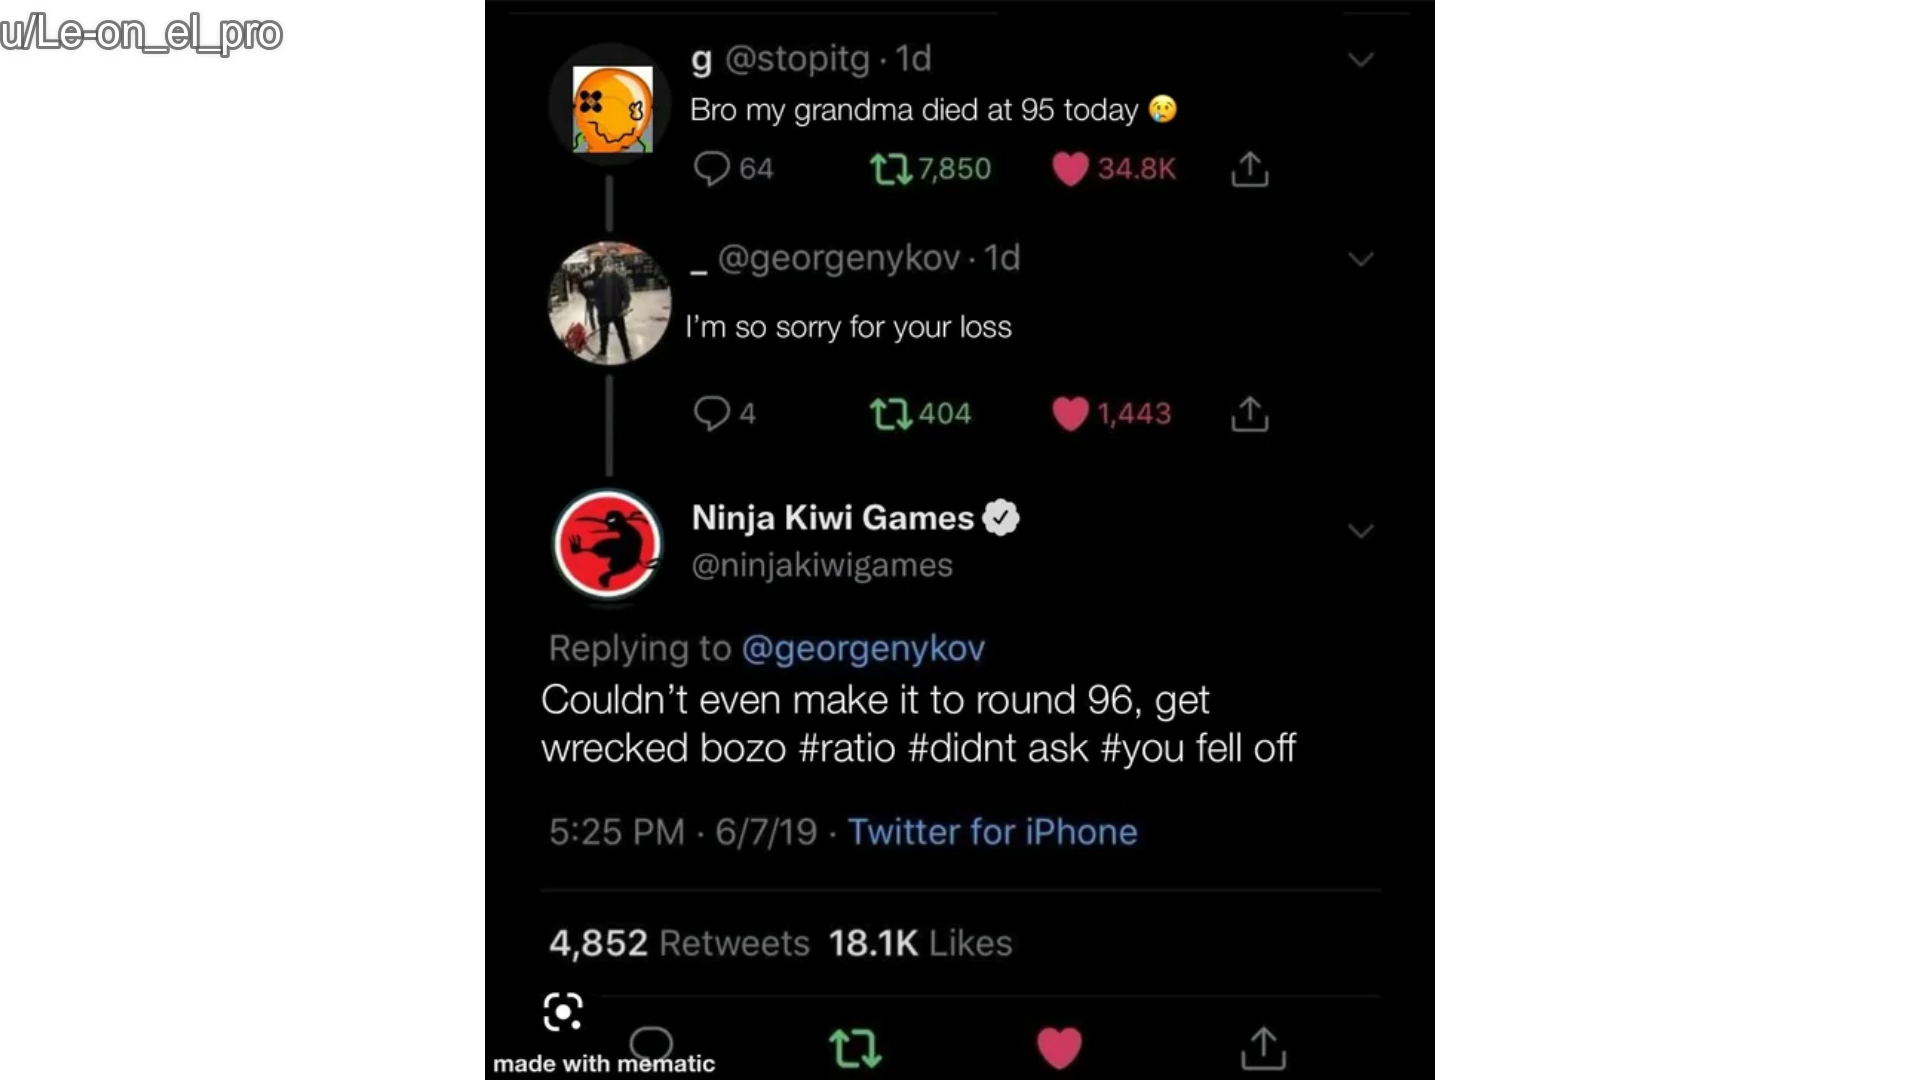 u/Le-on_el_pro
g @stopitg · 1d
Bro my grandma died at 95 today 😢
64 7,850 34.8K
_ @georgenykov · 1d
I'm so sorry for your loss
4 404 1,443
Ninja Kiwi Games
@ninjakiwigames
Replying to @georgenykov
Couldn't even make it to round 96, get
wrecked bozo #ratio #didnt ask #you fell off
5:25 PM · 6/7/19 · Twitter for iPhone
4,852 Retweets 18.1K Likes
made with mematic